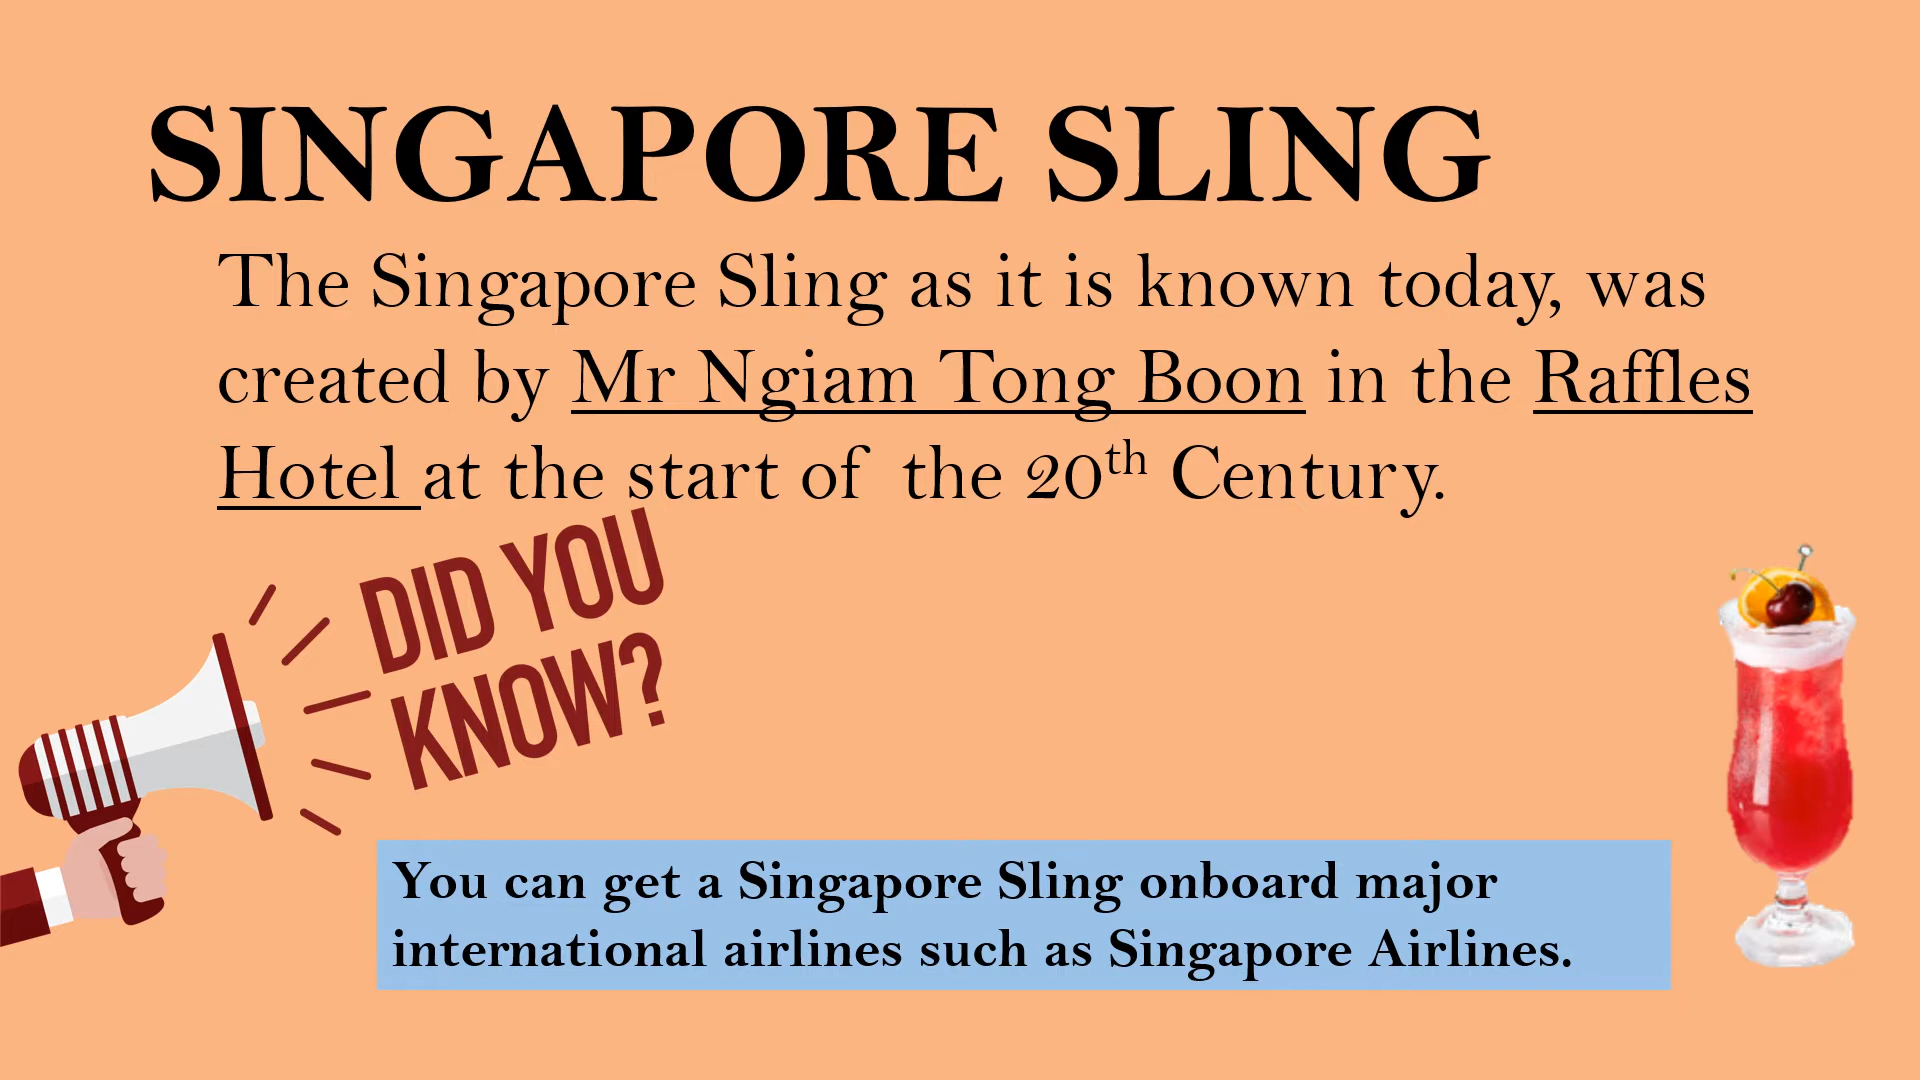 SINGAPORE SLING
The Singapore Sling as it is known today, was
created by Mr Ngiam Tong Boon in the Raffles
Hotel at the start of the 20th Century.
DID YOU
KNOW?
You can get a Singapore Sling onboard major
international airlines such as Singapore Airlines.